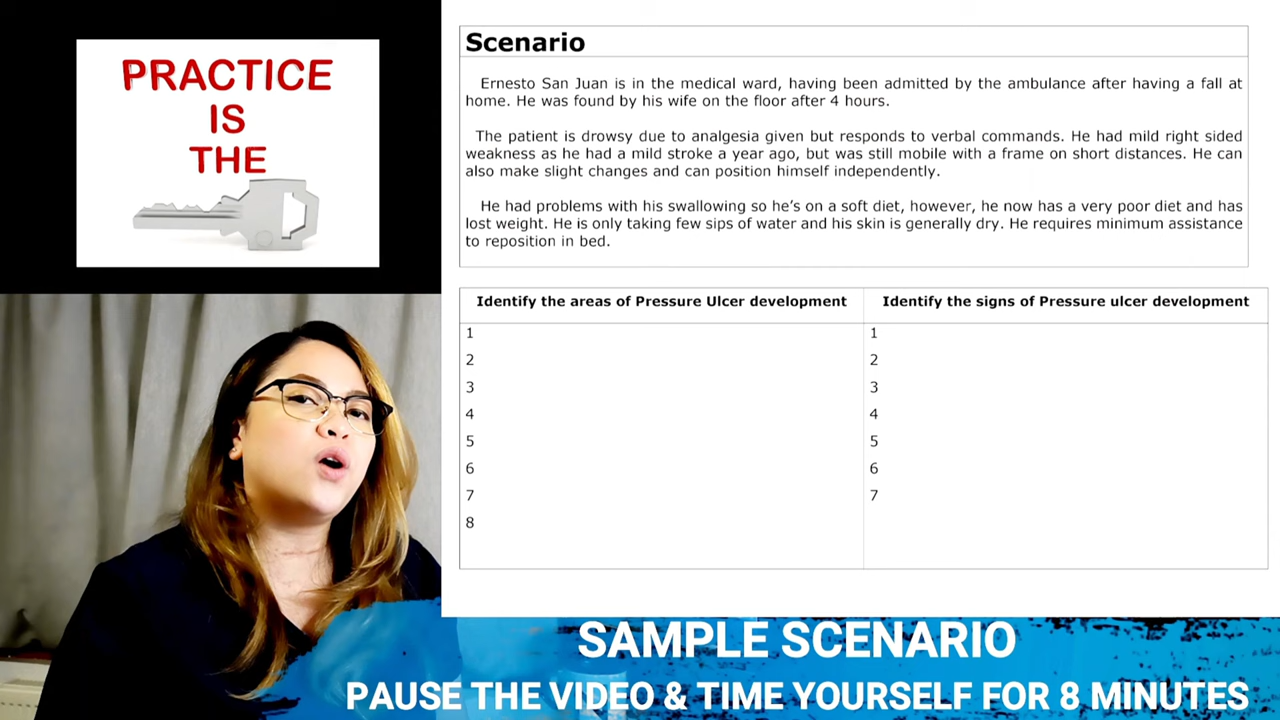 PRACTICE
IS
THE
Scenario
Ernesto San Juan is in the medical ward, having been admitted by the ambulance after having a fall at
home. He was found by his wife on the floor after 4 hours.
The patient is drowsy due to analgesia given but responds to verbal commands. He had mild right sided
weakness as he had a mild stroke a year ago, but was still mobile with a frame on short distances. He can
also make slight changes and can position himself independently.
He had problems with his swallowing so he's on a soft diet, however, he now has a very poor diet and has
lost weight. He is only taking few sips of water and his skin is generally dry. He requires minimum assistance
to reposition in bed.
Identify the areas of Pressure Ulcer development
1
2
3
4
5
6
7
8
Identify the signs of Pressure ulcer development
1
2
3
4
5
6
7
SAMPLE SCENARIO
PAUSE THE VIDEO & TIME YOURSELF FOR 8 MINUTES